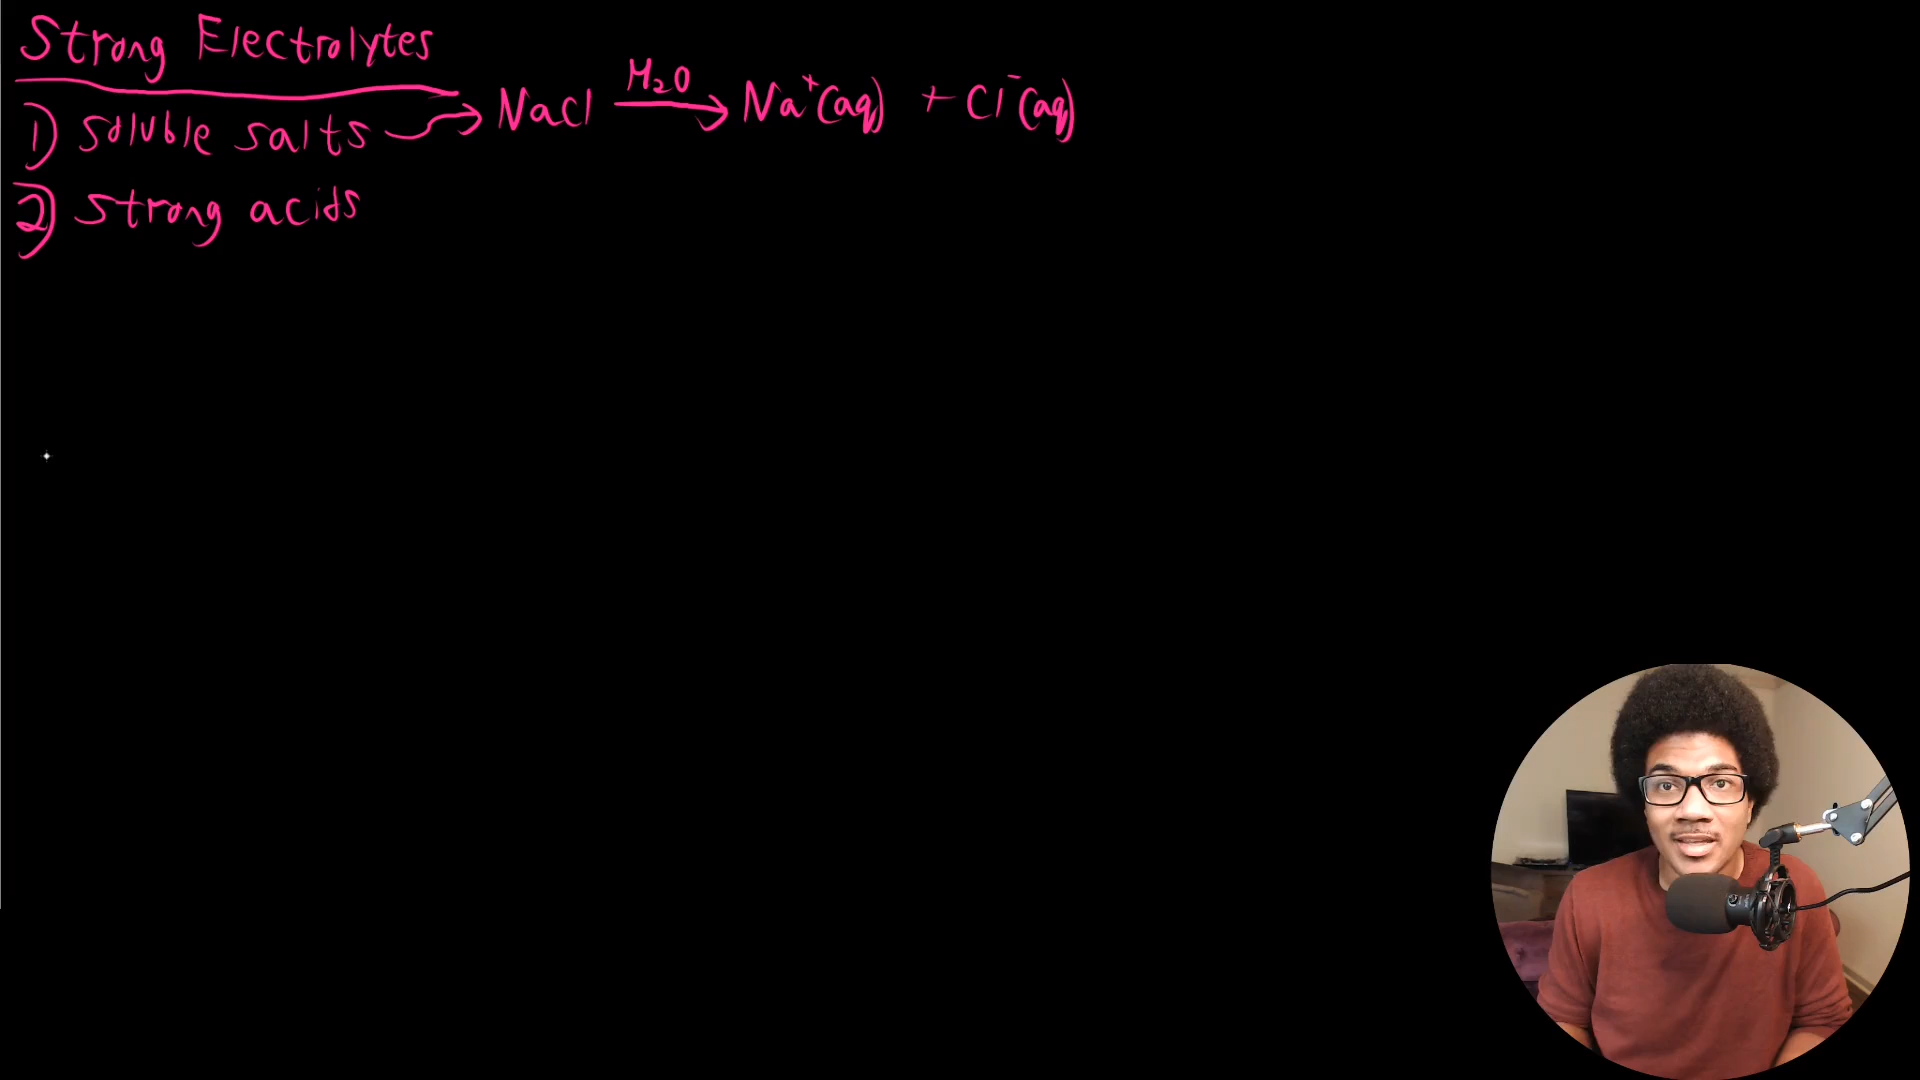 Strong Electrolytes
1) soluble salts → NaCl H₂O → Na⁺(aq) + Cl⁻(aq)
2) strong acids